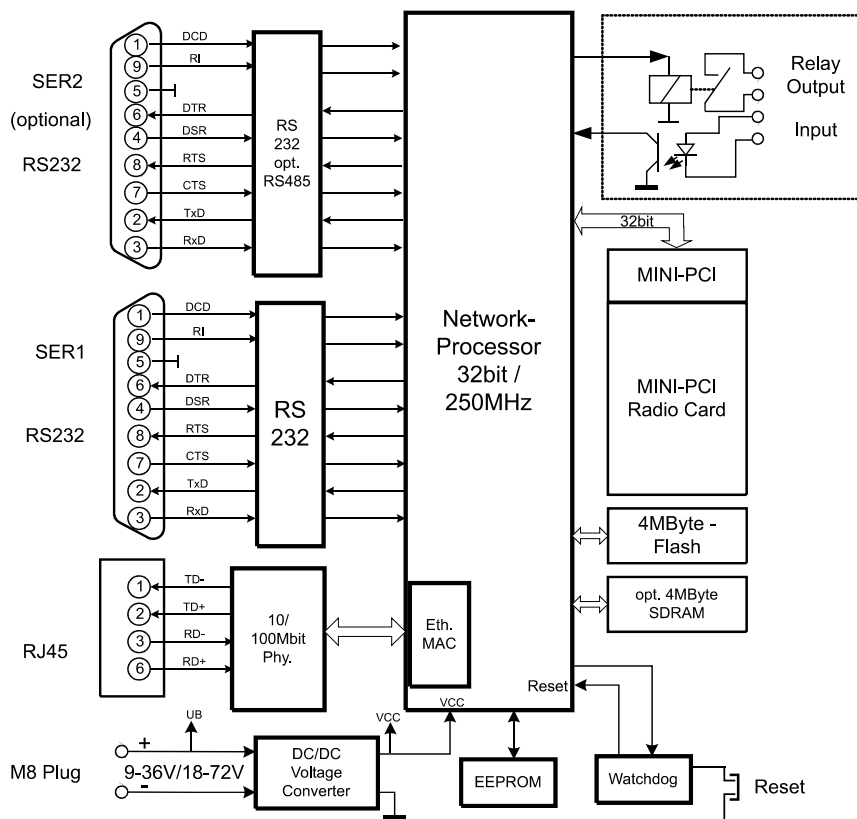 SER2
(optional)
RS232
1
9
5
6
4
8
7
2
3
DCD
RI
DTR
DSR
RTS
CTS
TxD
RxD
RS
232
opt.
RS485
Network-
Processor
32bit /
250MHz
Relay
Output
Input
32bit
MINI-PCI
MINI-PCI
Radio Card
SER1
RS232
1
9
5
6
4
8
7
2
3
DCD
RI
DTR
DSR
RTS
CTS
TxD
RxD
RS
232
4MByte -
Flash
opt. 4MByte
SDRAM
RJ45
1
2
3
6
TD-
TD+
RD-
RD+
10/
100Mbit
Phy.
Eth.
MAC
Reset
VCC
UB
VCC
M8 Plug
+
9-36V/18-72V
-
DC/DC
Voltage
Converter
EEPROM
Watchdog
Reset